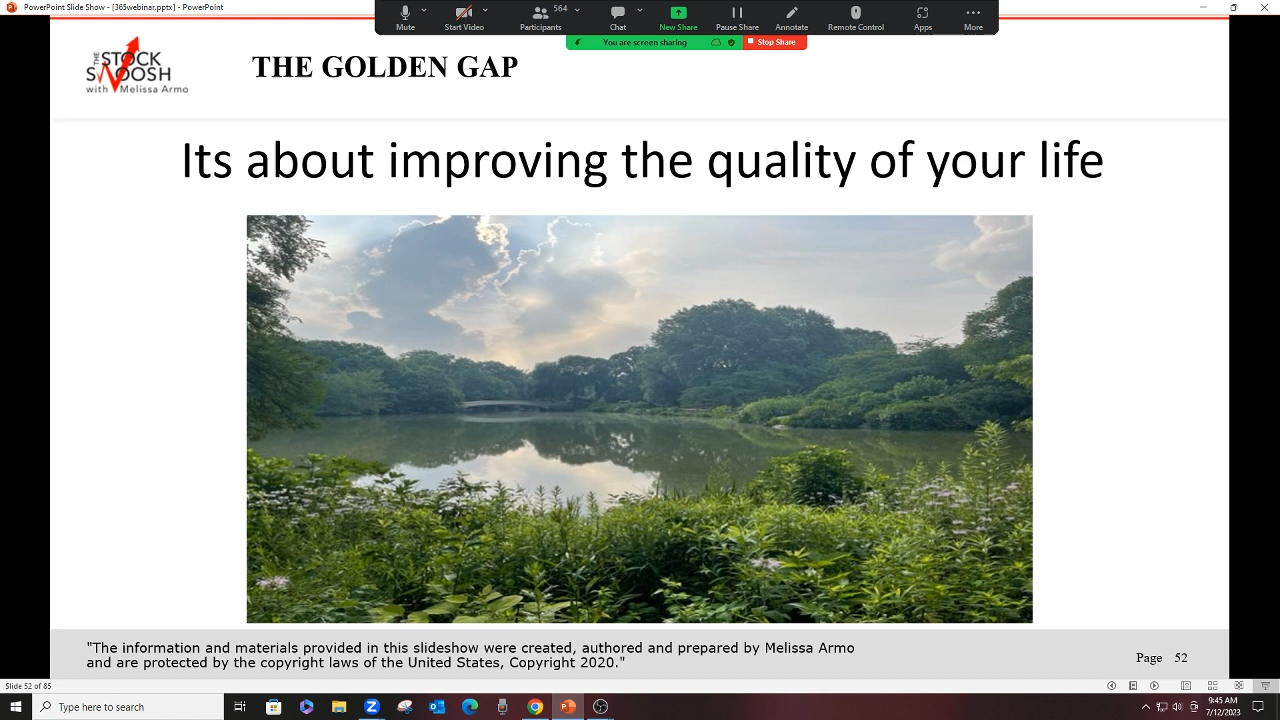 PowerPoint Slide Show - [365webinar.pptx] - PowerPoint
564
Mute
Start Video
Participants
Chat
New Share
Pause Share
Annotate
Remote Control
Apps
More
You are screen sharing
Stop Share
THE STOCK
SWOOSH
with Melissa Armo
THE GOLDEN GAP
Its about improving the quality of your life
"The information and materials provided in this slideshow were created, authored and prepared by Melissa Armo
and are protected by the copyright laws of the United States, Copyright 2020."
Page 52
Slide 52 of 85
Type here to search
9:45 AM
7/12/2023